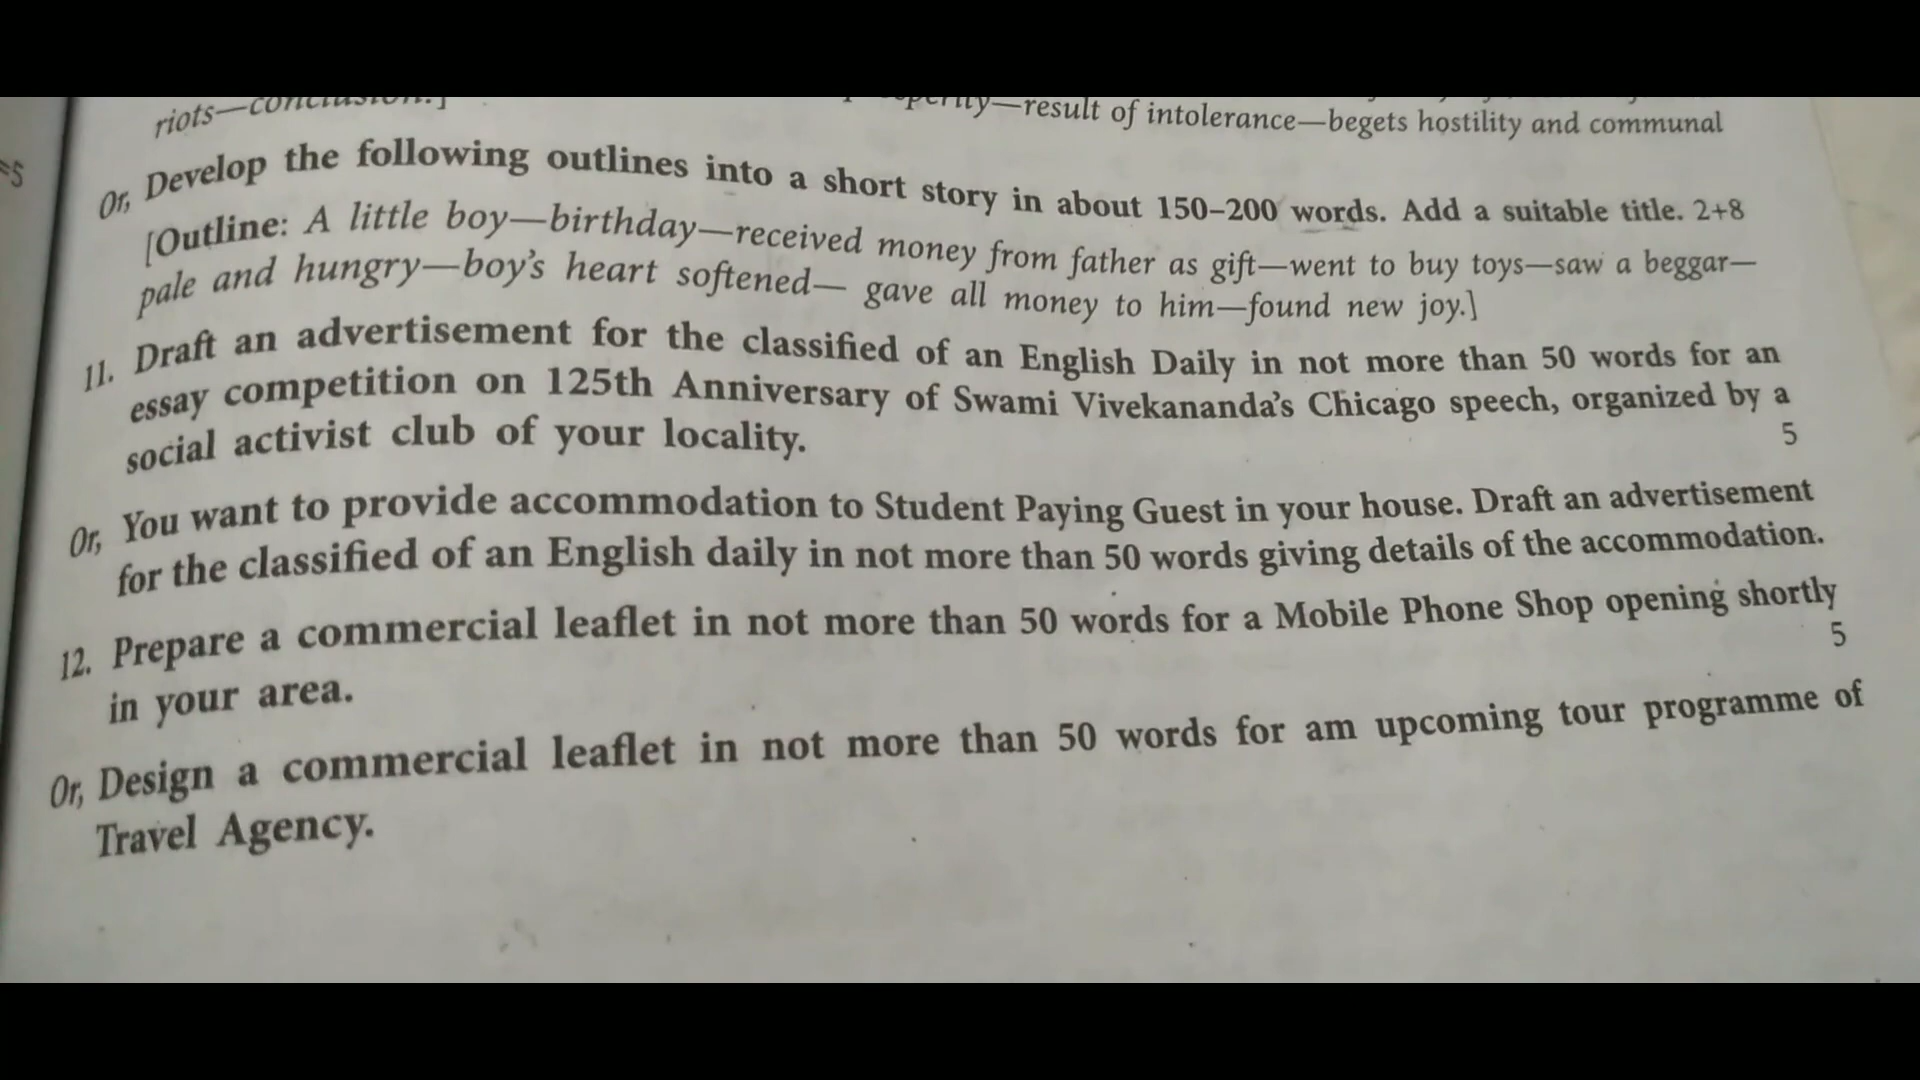 —result of intolerance—begets hostility and communal
riots—conclusion.]
Or, Develop the following outlines into a short story in about 150–200 words. Add a suitable title. 2+8
[Outline: A little boy—birthday—received money from father as gift—went to buy toys—saw a beggar—
pale and hungry—boy's heart softened— gave all money to him—found new joy.]
11. Draft an advertisement for the classified of an English Daily in not more than 50 words for an
essay competition on 125th Anniversary of Swami Vivekananda's Chicago speech, organized by a
social activist club of your locality. 5
Or, You want to provide accommodation to Student Paying Guest in your house. Draft an advertisement
for the classified of an English daily in not more than 50 words giving details of the accommodation.
12. Prepare a commercial leaflet in not more than 50 words for a Mobile Phone Shop opening shortly
in your area. 5
Or, Design a commercial leaflet in not more than 50 words for am upcoming tour programme of
Travel Agency.
=5